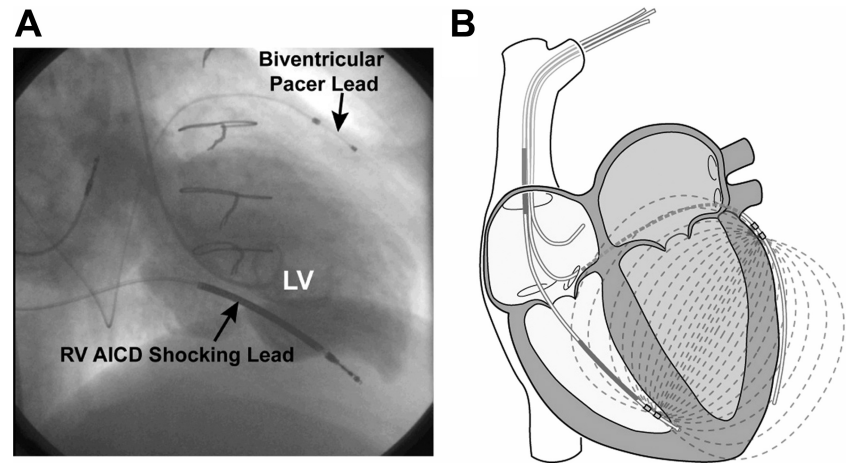 A
B
Biventricular
Pacer Lead
LV
RV AICD Shocking Lead